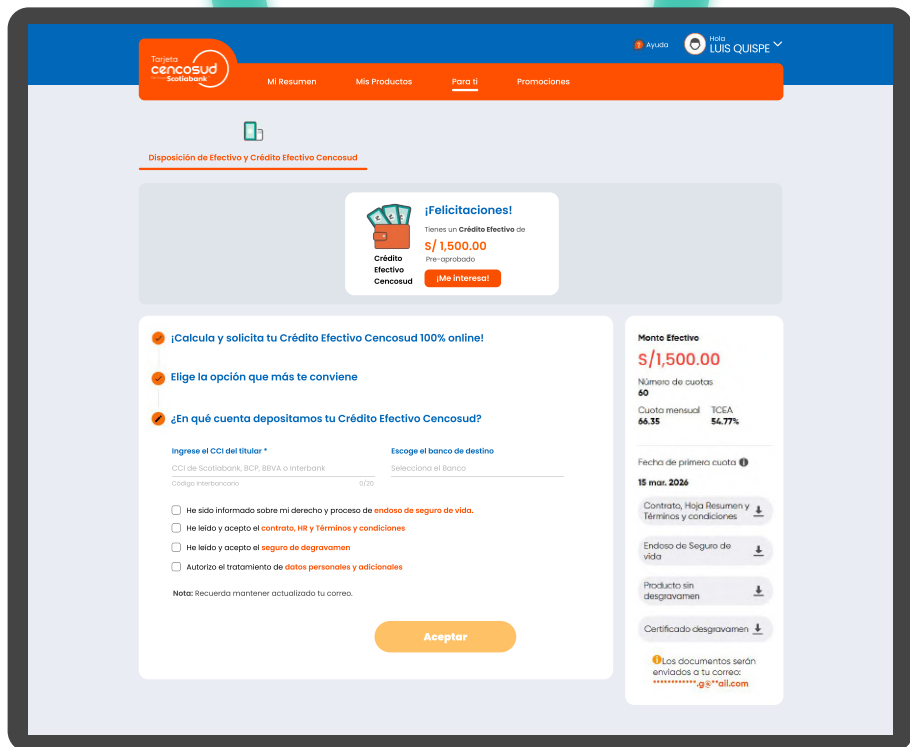 Ayuda
Hola
LUIS QUISPE
Tarjeta
cencosud
Scotiabank
Mi Resumen
Mis Productos
Para ti
Promociones
Disposición de Efectivo y Crédito Efectivo Cencosud
¡Felicitaciones!
Tienes un Crédito Efectivo de
S/ 1,500.00
Pre-aprobado
Crédito
Efectivo
Cencosud
¡Me interesa!
¡Calcula y solicita tu Crédito Efectivo Cencosud 100% online!
Elige la opción que más te conviene
¿En qué cuenta depositamos tu Crédito Efectivo Cencosud?
Ingrese el CCI del titular *
Escoge el banco de destino
CCI de Scotiabank, BCP, BBVA o Interbank
Selecciona el Banco
Código interbancario
0/20
He sido informado sobre mi derecho y proceso de endoso de seguro de vida.
He leído y acepto el contrato, HR y Términos y condiciones
He leído y acepto el seguro de degravamen
Autorizo el tratamiento de datos personales y adicionales
Nota: Recuerda mantener actualizado tu correo.
Aceptar
Monto Efectivo
S/1,500.00
Número de cuotas
60
Cuota mensual TCEA
66.35 54.77%
Fecha de primera cuota
15 mar. 2026
Contrato, Hoja Resumen y
Términos y condiciones
Endoso de Seguro de
vida
Producto sin
desgravamen
Certificado desgravamen
Los documentos serán
enviados a tu correo:
************.g@**ail.com